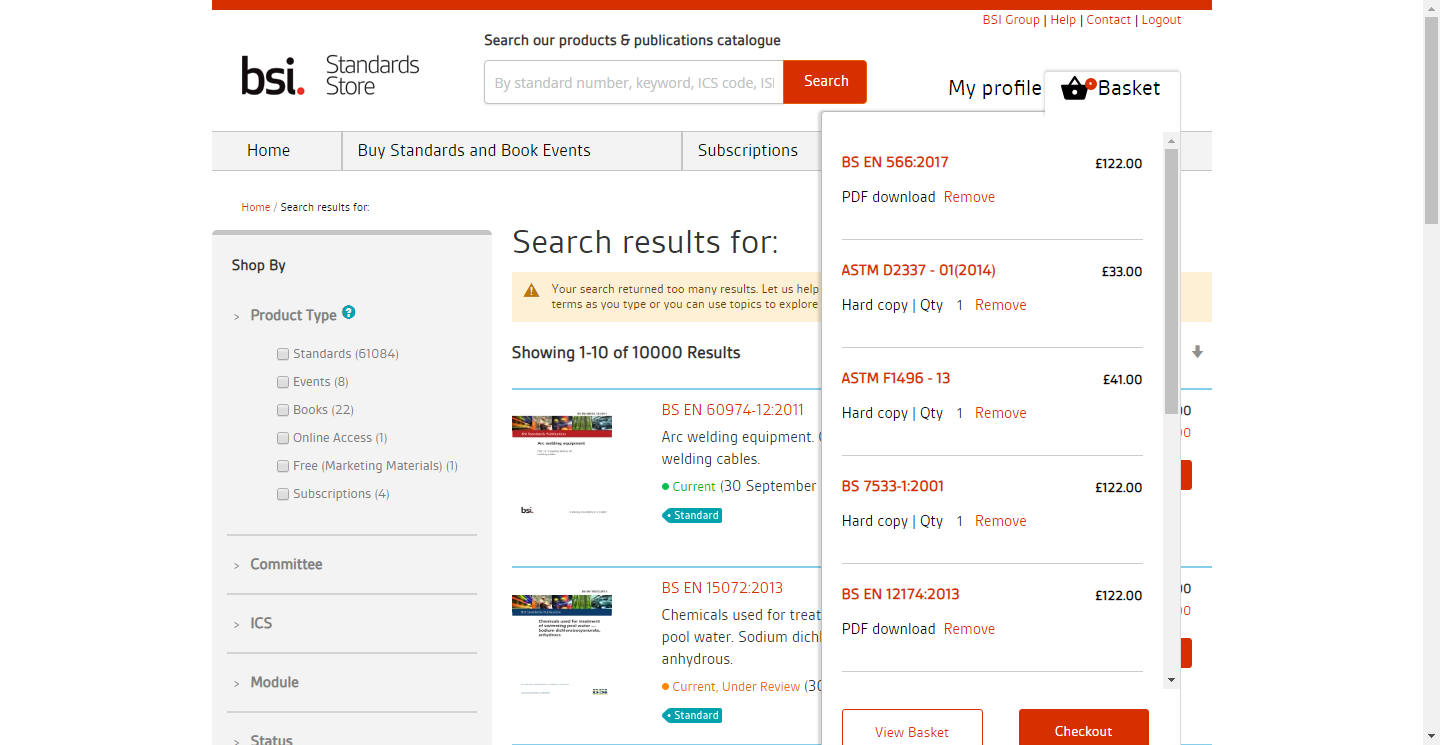 BSI Group | Help | Contact | Logout
Search our products & publications catalogue
bsi.
Standards
Store
By standard number, keyword, ICS code, ISI
Search
My profile
Basket
Home
Buy Standards and Book Events
Subscriptions
Home / Search results for:
Shop By
> Product Type ?
Standards (61084)
Events (8)
Books (22)
Online Access (1)
Free (Marketing Materials) (1)
Subscriptions (4)
> Committee
> ICS
> Module
> Status
Search results for:
Your search returned too many results. Let us help
terms as you type or you can use topics to explore
Showing 1-10 of 10000 Results
Arc welding equipment
bsi.
BS EN 60974-12:2011
Arc welding equipment.
welding cables.
Current (30 September
Standard
Chemicals used for treatment
of swimming pool water —
Sodium dichloroisocyanurate,
anhydrous
BSI
BS EN 15072:2013
Chemicals used for treat
pool water. Sodium dichl
anhydrous.
Current, Under Review (30
Standard
BS EN 566:2017
£122.00
PDF download Remove
ASTM D2337 - 01(2014)
£33.00
Hard copy | Qty 1 Remove
ASTM F1496 - 13
£41.00
Hard copy | Qty 1 Remove
BS 7533-1:2001
£122.00
Hard copy | Qty 1 Remove
BS EN 12174:2013
£122.00
PDF download Remove
View Basket
Checkout